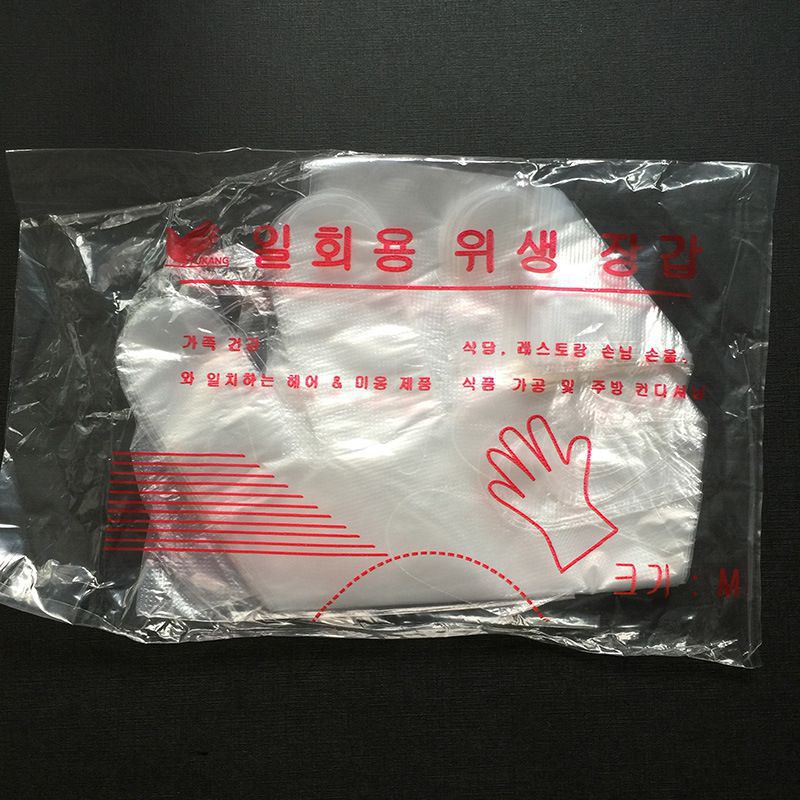 일회용 위생 장갑
가족 건강
식당, 레스토랑 손님 손을.
와 일치하는 헤어 & 미용 제품
식품 가공 및 주방 컨디셔닝
크기 : M